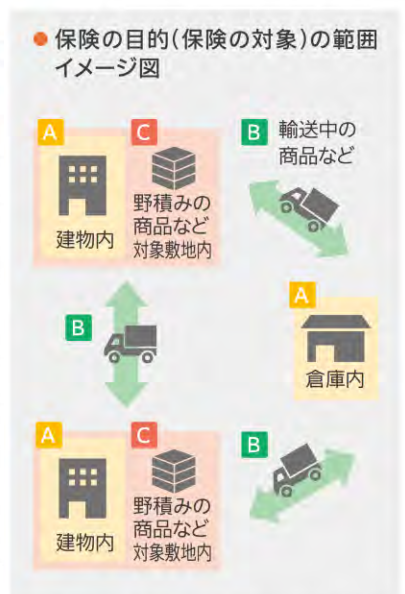 保険の目的(保険の対象)の範囲
イメージ図
A
C
B
輸送中の
商品など
建物内
野積みの
商品など
対象敷地内
B
A
倉庫内
A
C
B
建物内
野積みの
商品など
対象敷地内